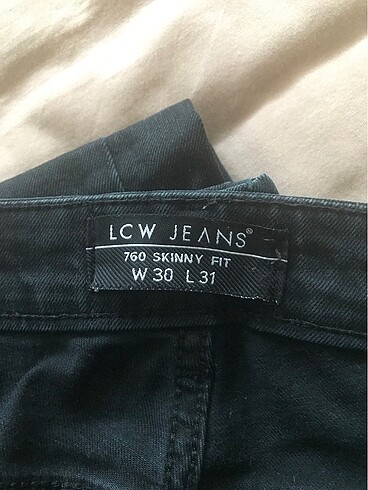 LCW JEANS®
760 SKINNY FIT
W 30 L 31